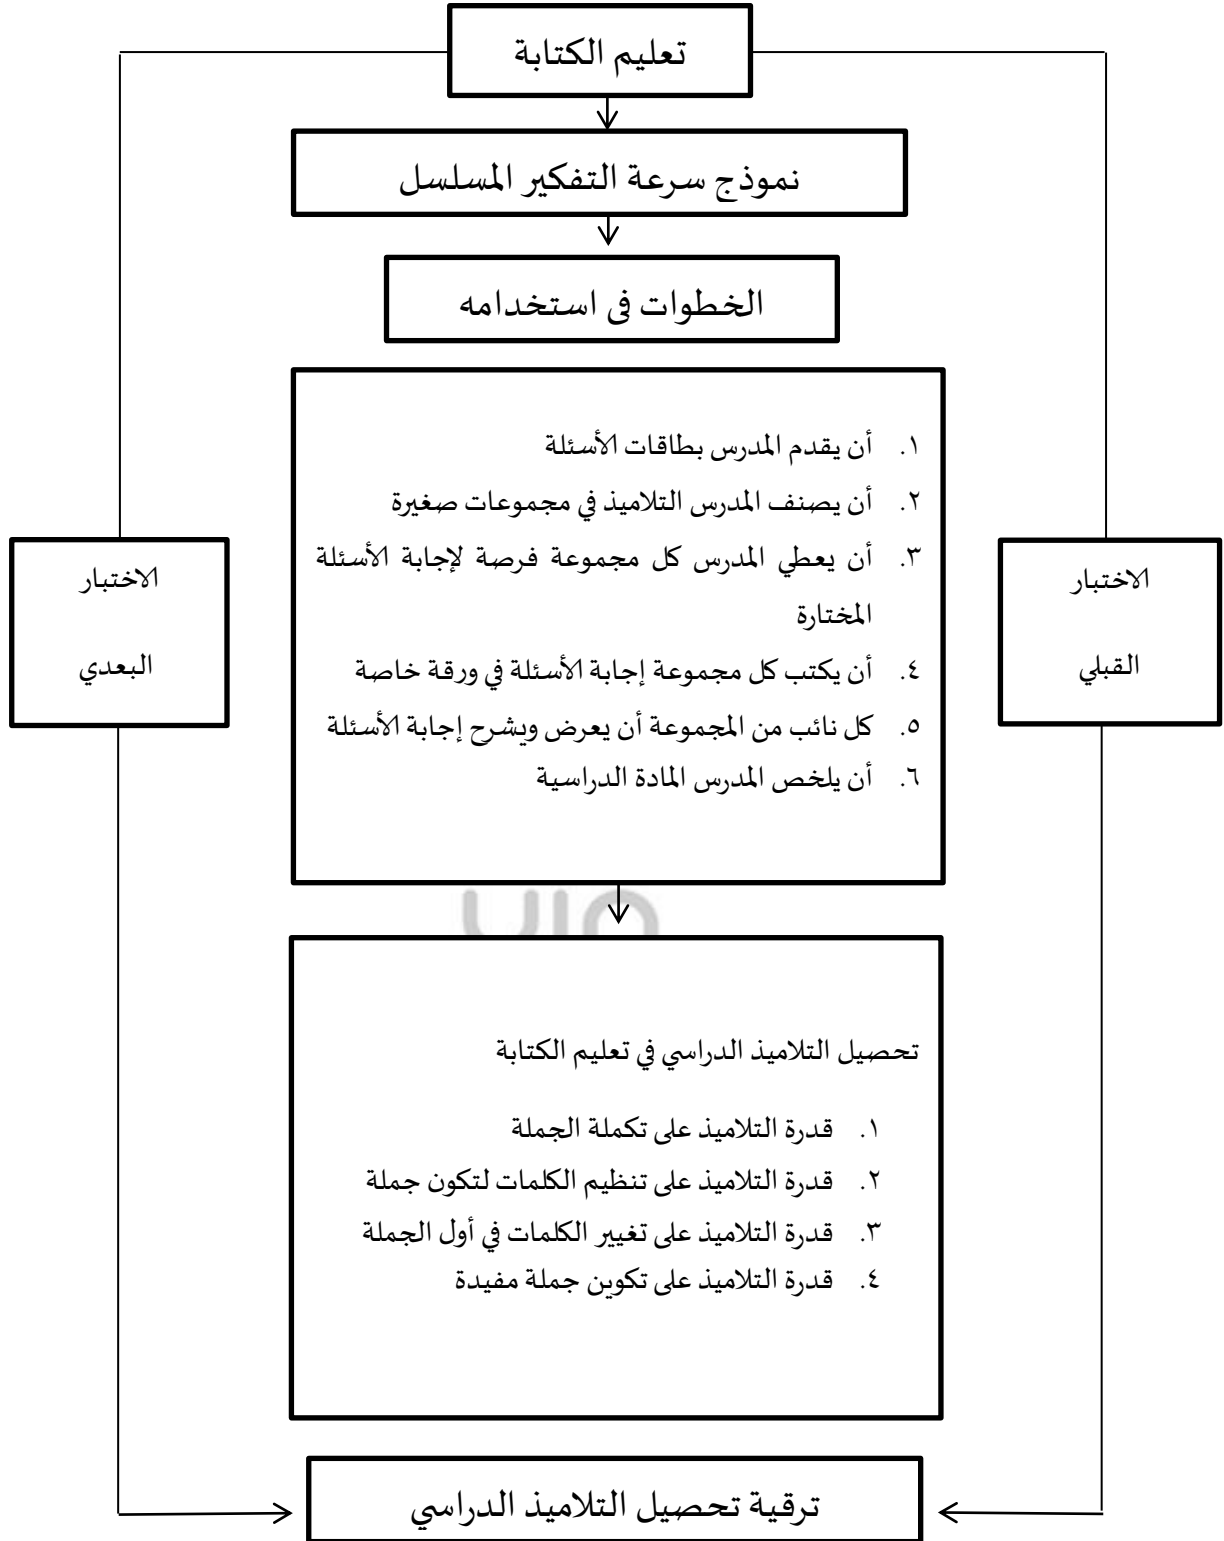 تعليم الكتابة
نموذج سرعة التفكير المسلسل
الخطوات فى استخدامه
١. أن يقدم المدرس بطاقات الأسئلة
٢. أن يصنف المدرس التلاميذ في مجموعات صغيرة
٣. أن يعطي المدرس كل مجموعة فرصة لإجابة الأسئلة
المختارة
٤. أن يكتب كل مجموعة إجابة الأسئلة في ورقة خاصة
٥. كل نائب من المجموعة أن يعرض ويشرح إجابة الأسئلة
٦. أن يلخص المدرس المادة الدراسية
الاختبار
القبلي
الاختبار
البعدي
uin
تحصيل التلاميذ الدراسي في تعليم الكتابة
١. قدرة التلاميذ على تكملة الجملة
٢. قدرة التلاميذ على تنظيم الكلمات لتكون جملة
٣. قدرة التلاميذ على تغيير الكلمات في أول الجملة
٤. قدرة التلاميذ على تكوين جملة مفيدة
ترقية تحصيل التلاميذ الدراسي